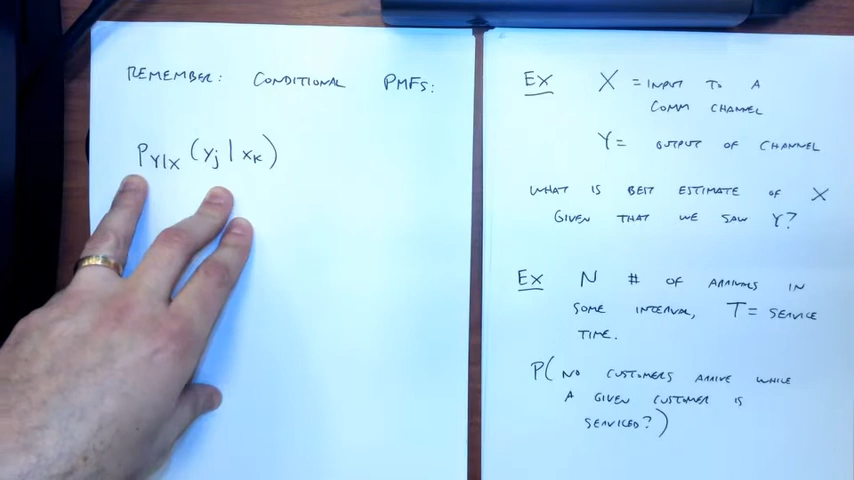 REMEMBER: CONDITIONAL PMFs:
P_{Y|X} (y_j | x_k)
EX X = INPUT TO A
COMM CHANNEL
Y = OUTPUT OF CHANNEL
WHAT IS BEST ESTIMATE OF X
GIVEN THAT WE SAW Y?
EX N # OF ARRIVALS IN
SOME INTERVAL, T = SERVICE
TIME.
P( NO CUSTOMERS ARRIVE WHILE
A GIVEN CUSTOMER IS
SERVICED? )